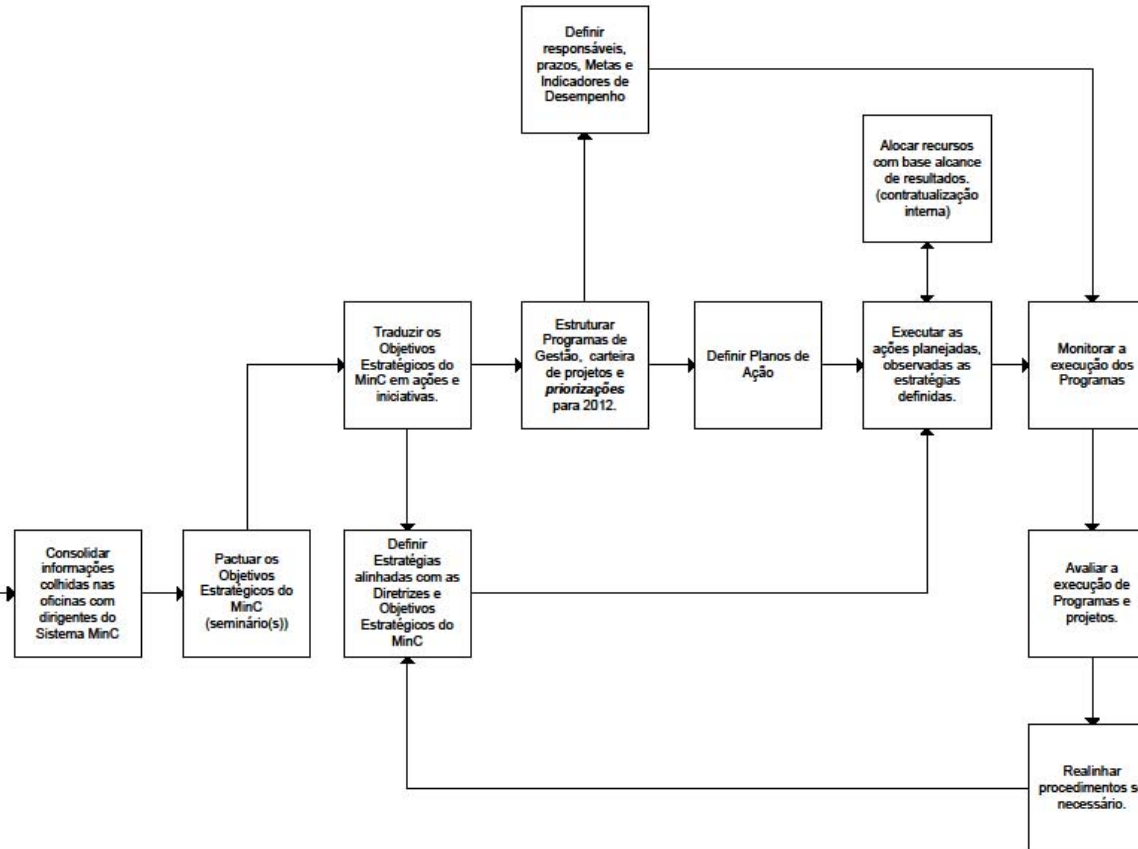 Definir
responsáveis,
prazos, Metas e
Indicadores de
Desempenho
Alocar recursos
com base alcance
de resultados.
(contratualização
interna)
Traduzir os
Objetivos
Estratégicos do
MinC em ações e
iniciativas.
Estruturar
Programas de
Gestão, carteira
de projetos e
priorizações
para 2012.
Definir Planos de
Ação
Executar as
ações planejadas,
observadas as
estratégias
definidas.
Monitorar a
execução dos
Programas
Consolidar
informações
colhidas nas
oficinas com
dirigentes do
Sistema MinC
Pactuar os
Objetivos
Estratégicos do
MinC
(seminário(s))
Definir
Estratégias
alinhadas com as
Diretrizes e
Objetivos
Estratégicos do
MinC
Avaliar a
execução de
Programas e
projetos.
Realinhar
procedimentos s
necessário.